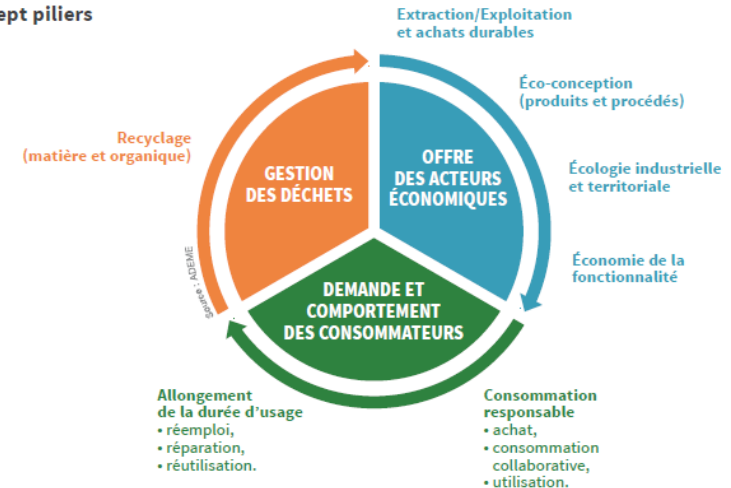 ept piliers
Extraction/Exploitation
et achats durables
Éco-conception
(produits et procédés)
Écologie industrielle
et territoriale
Économie de la
fonctionnalité
Recyclage
(matière et organique)
GESTION
DES DÉCHETS
OFFRE
DES ACTEURS
ÉCONOMIQUES
DEMANDE ET
COMPORTEMENT
DES CONSOMMATEURS
Source : ADEME
Allongement
de la durée d’usage
• réemploi,
• réparation,
• réutilisation.
Consommation
responsable
• achat,
• consommation
collaborative,
• utilisation.